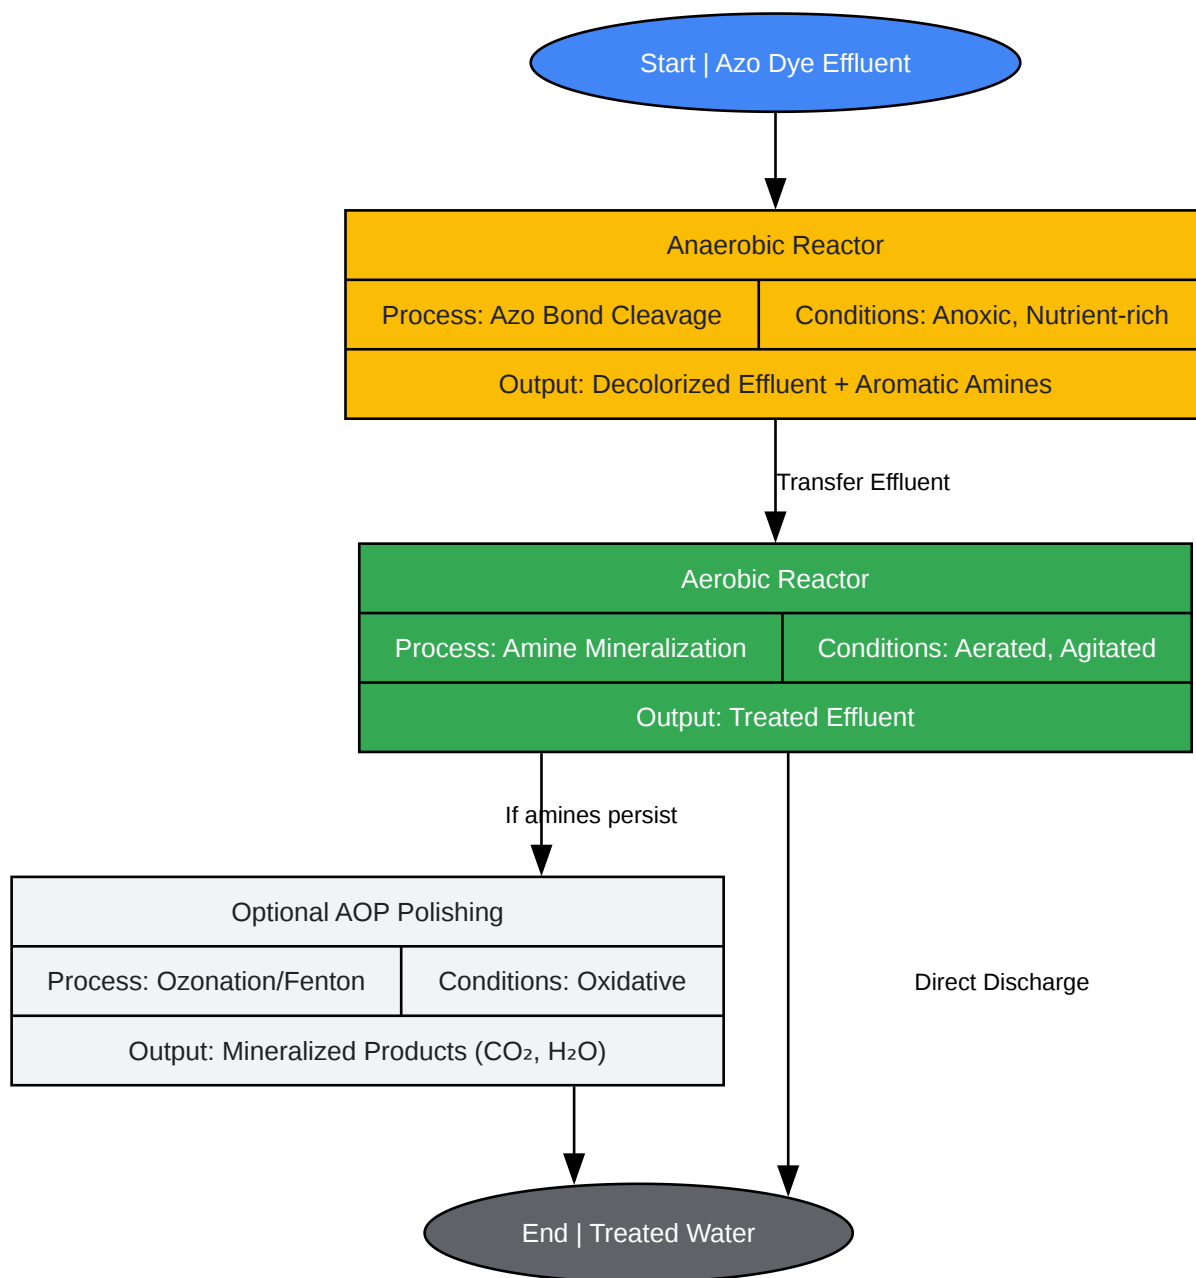 Start | Azo Dye Effluent
Anaerobic Reactor
Process: Azo Bond Cleavage
Conditions: Anoxic, Nutrient-rich
Output: Decolorized Effluent + Aromatic Amines
Transfer Effluent
Aerobic Reactor
Process: Amine Mineralization
Conditions: Aerated, Agitated
Output: Treated Effluent
If amines persist
Optional AOP Polishing
Process: Ozonation/Fenton
Conditions: Oxidative
Direct Discharge
Output: Mineralized Products (CO₂, H₂O)
End | Treated Water